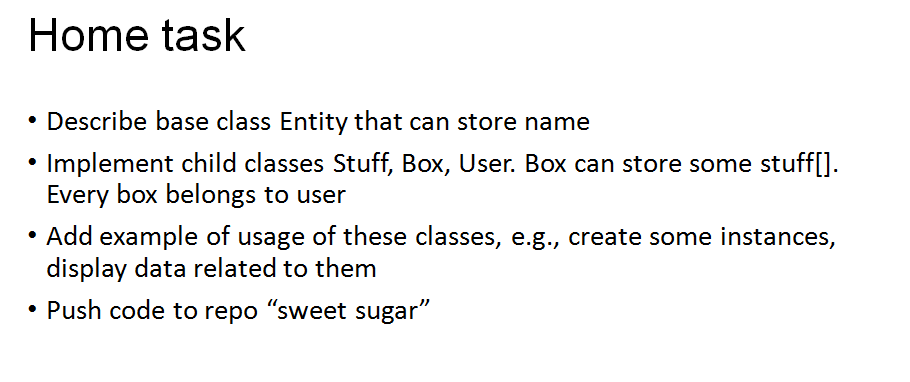 Home task
• Describe base class Entity that can store name
• Implement child classes Stuff, Box, User. Box can store some stuff[].
Every box belongs to user
• Add example of usage of these classes, e.g., create some instances,
display data related to them
• Push code to repo “sweet sugar”